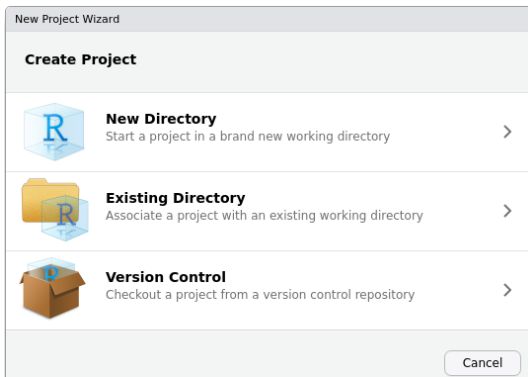 New Project Wizard
Create Project
R
New Directory
Start a project in a brand new working directory
R
Existing Directory
Associate a project with an existing working directory
R
Version Control
Checkout a project from a version control repository
Cancel